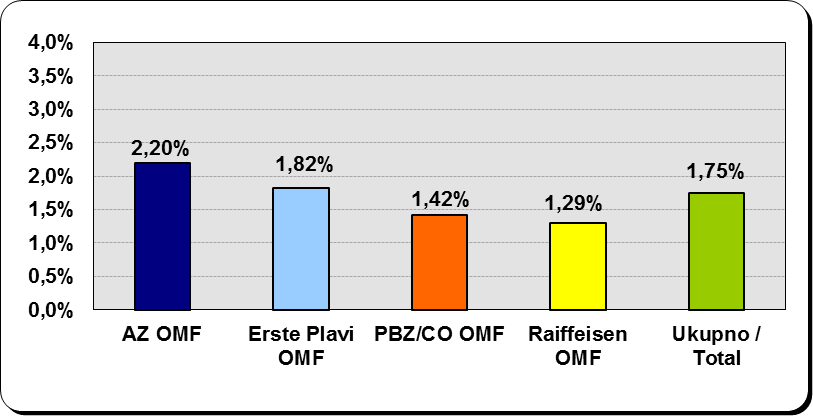 4,0%
3,5%
3,0%
2,5%
2,0%
1,5%
1,0%
0,5%
0,0%
2,20%
1,82%
1,42%
1,29%
1,75%
AZ OMF
Erste Plavi
OMF
PBZ/CO OMF
Raiffeisen
OMF
Ukupno /
Total